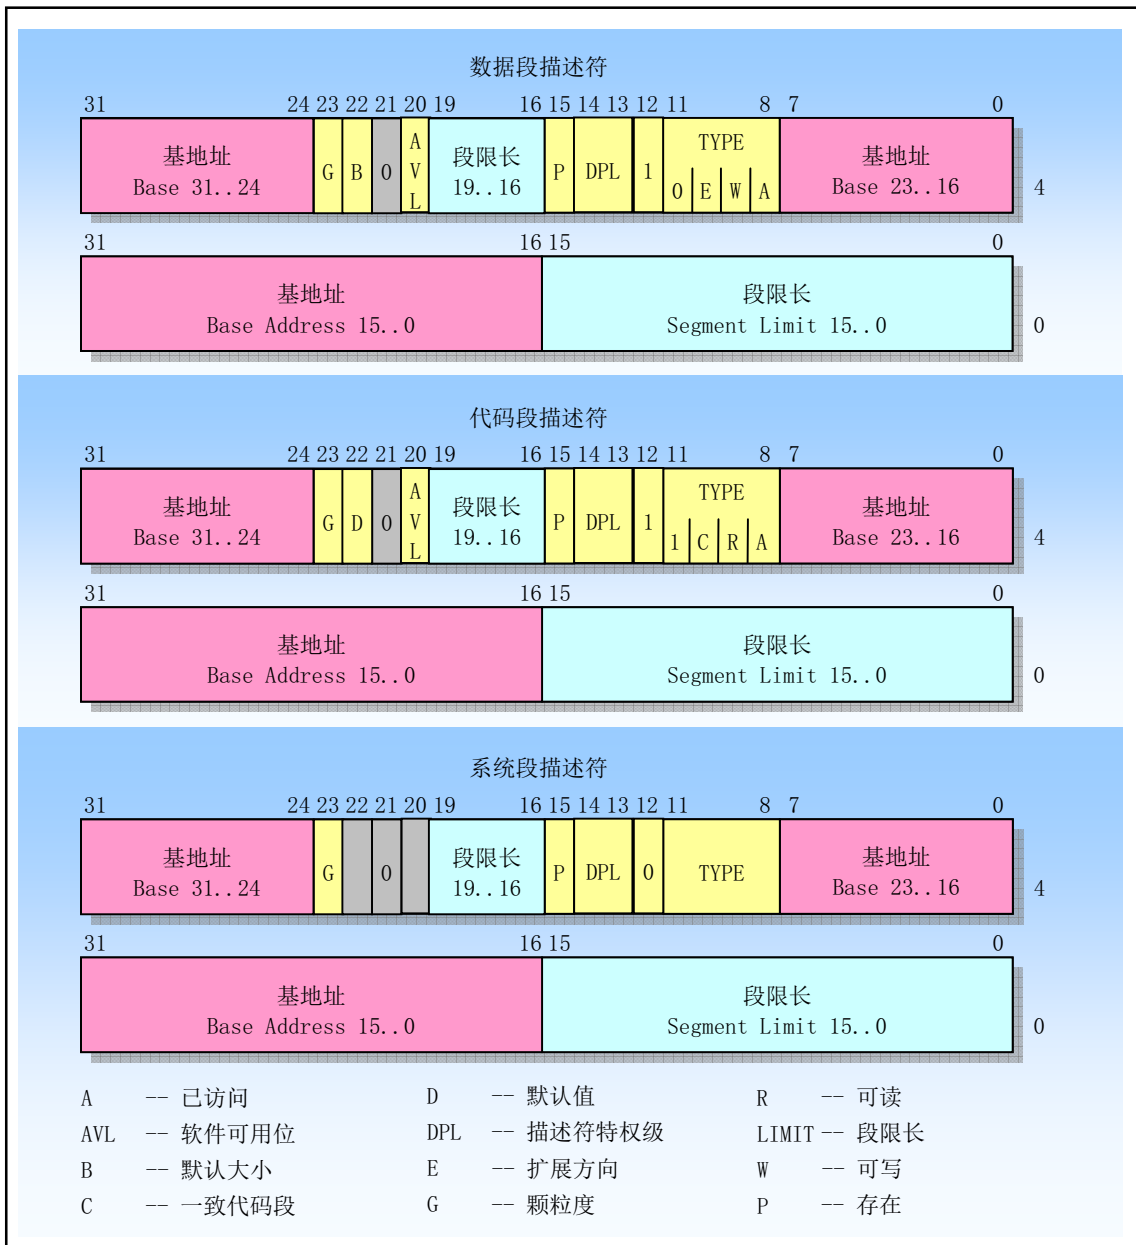 数据段描述符
31 24 23 22 21 20 19 16 15 14 13 12 11 8 7 0
基地址 Base 31..24 G B 0 AVL 段限长 19..16 P DPL 1 TYPE 0 E W A 基地址 Base 23..16 4
31 16 15 0
基地址 段限长
Base Address 15..0 Segment Limit 15..0 0
代码段描述符
31 24 23 22 21 20 19 16 15 14 13 12 11 8 7 0
基地址 Base 31..24 G D 0 AVL 段限长 19..16 P DPL 1 TYPE 1 C R A 基地址 Base 23..16 4
31 16 15 0
基地址 段限长
Base Address 15..0 Segment Limit 15..0 0
系统段描述符
31 24 23 22 21 20 19 16 15 14 13 12 11 8 7 0
基地址 Base 31..24 G 0 段限长 19..16 P DPL 0 TYPE 基地址 Base 23..16 4
31 16 15 0
基地址 段限长
Base Address 15..0 Segment Limit 15..0 0
A -- 已访问 D -- 默认值 R -- 可读
AVL -- 软件可用位 DPL -- 描述符特权级 LIMIT -- 段限长
B -- 默认大小 E -- 扩展方向 W -- 可写
C -- 一致代码段 G -- 颗粒度 P -- 存在